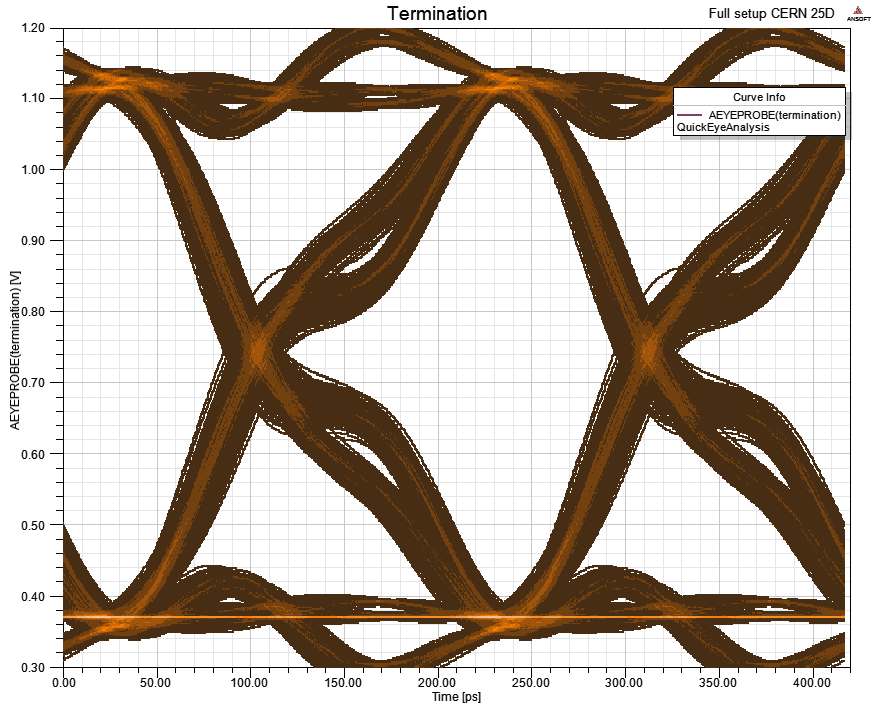 Termination
Full setup CERN 25D
ANSOFT
1.20
1.10
1.00
0.90
0.80
0.70
0.60
0.50
0.40
0.30
AEYEPROBE(termination) [V]
Curve Info
AEYEPROBE(termination)
QuickEyeAnalysis
0.00 50.00 100.00 150.00 200.00 250.00 300.00 350.00 400.00
Time [ps]